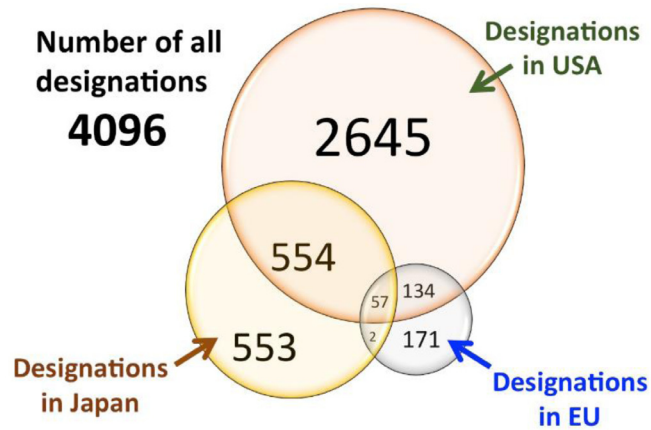 Number of all
designations
4096
Designations
in USA
2645
554
57
134
2
171
553
Designations
in Japan
Designations
in EU